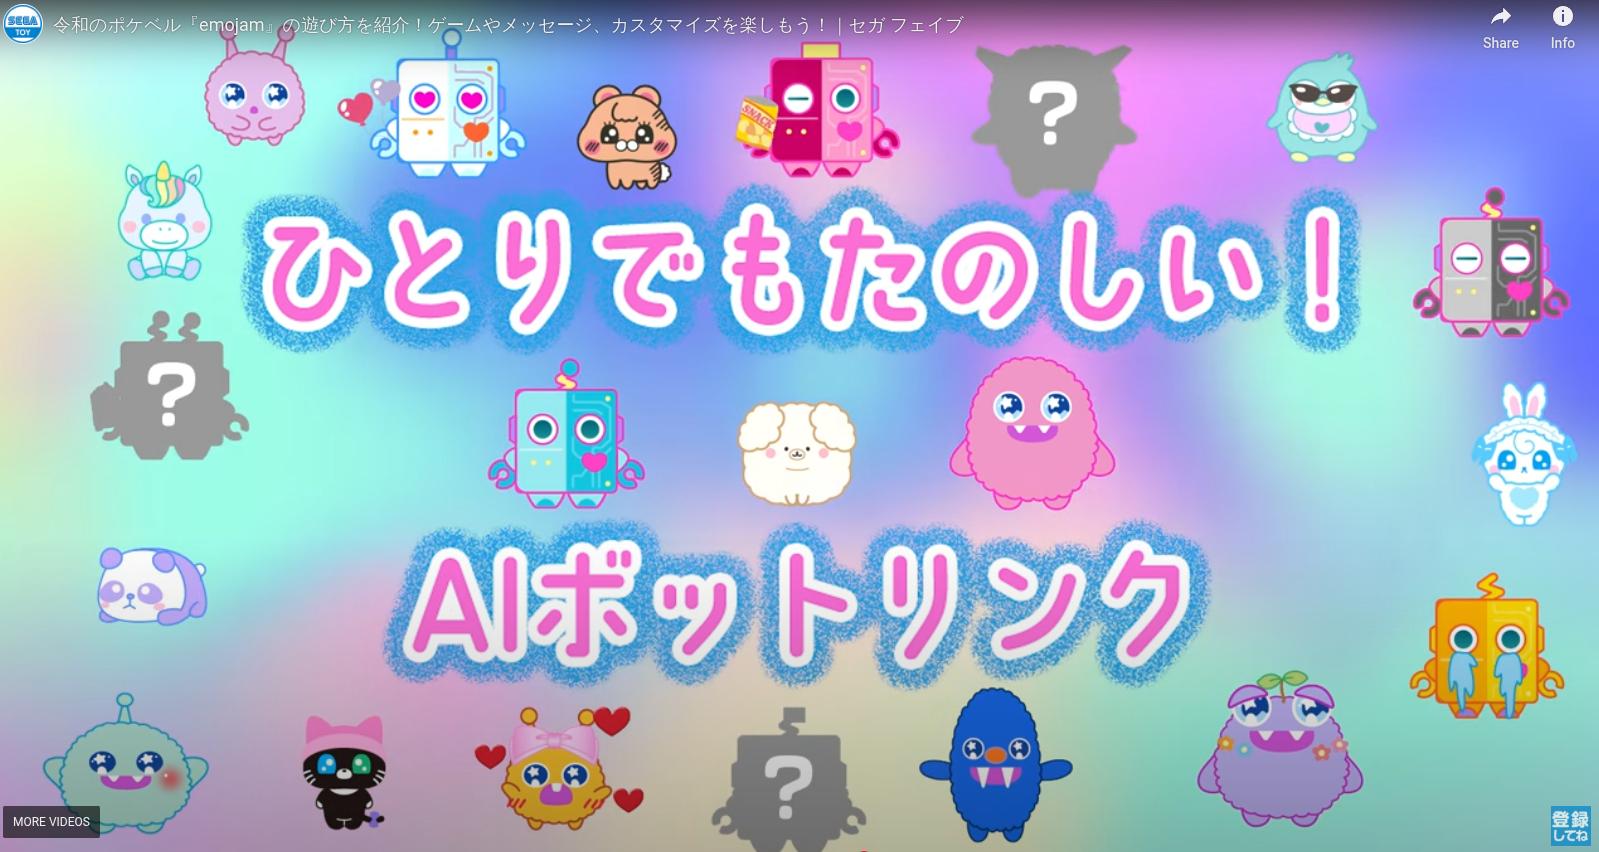 SEGA TOY
令和のポケベル『emojam』の遊び方を紹介！ゲームやメッセージ、カスタマイズを楽しもう！｜セガ フェイブ
Share
Info
SNACK
?
ひとりでもたのしい！
?
AIボットリンク
?
MORE VIDEOS
登録
してね